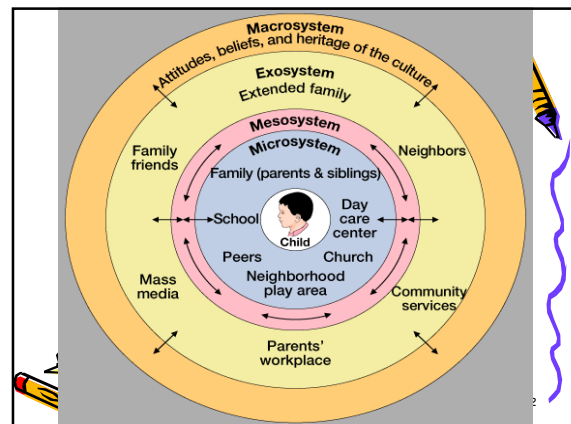 Macrosystem
Attitudes, beliefs, and heritage of the culture
Exosystem
Extended family
Mesosystem
Microsystem
Family
friends
Neighbors
Family (parents & siblings)
School
Day
care
center
Child
Peers
Church
Neighborhood
play area
Mass
media
Community
services
Parents'
workplace
2